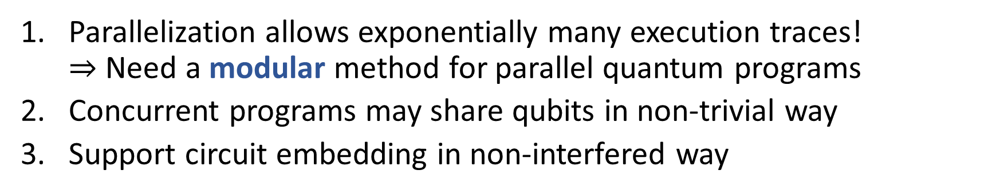 1. Parallelization allows exponentially many execution traces!
⇒ Need a modular method for parallel quantum programs
2. Concurrent programs may share qubits in non-trivial way
3. Support circuit embedding in non-interfered way